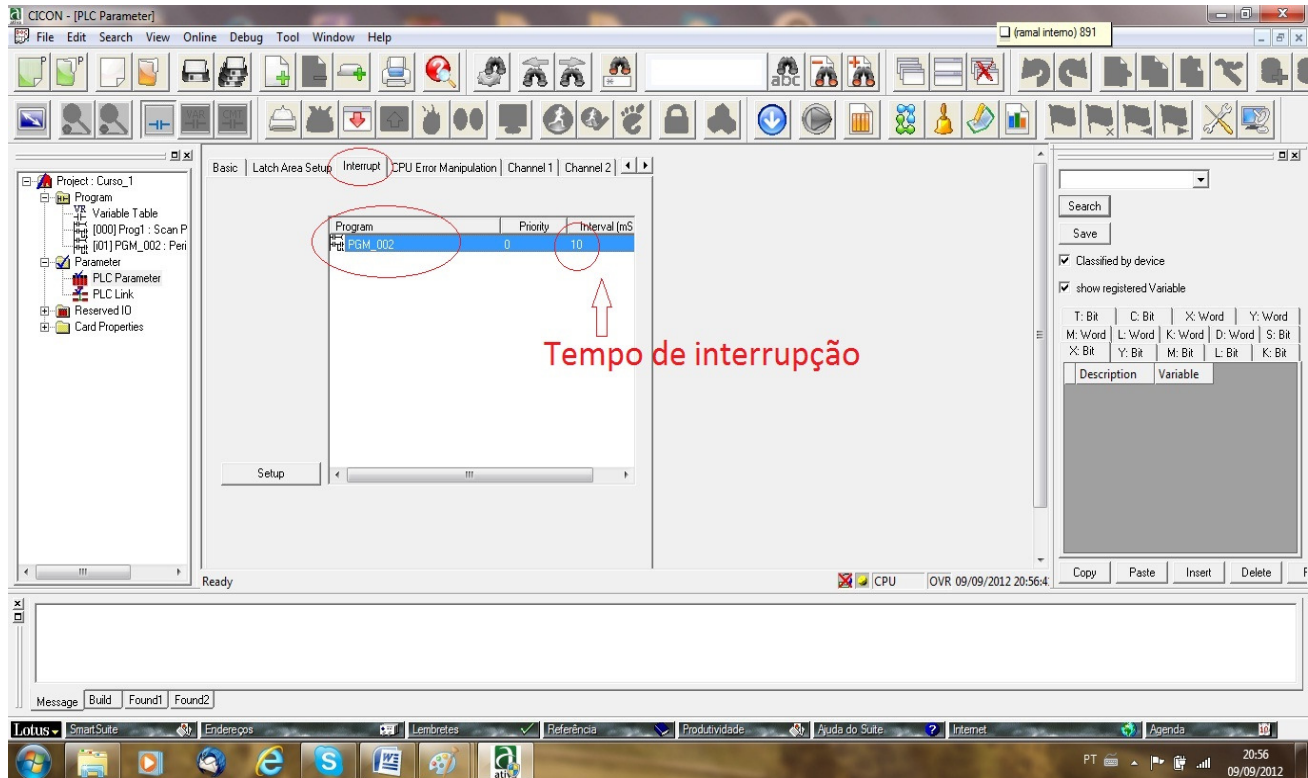 CICON - [PLC Parameter]
(ramal interno) 891
File Edit Search View Online Debug Tool Window Help
abc
VAR
CMT
Project : Curso_1
Program
Variable Table
[000] Prog1 : Scan P
[i01] PGM_002 : Peri
Parameter
PLC Parameter
PLC Link
Reserved IO
Card Properties
Basic Latch Area Setup Interrupt CPU Error Manipulation Channel 1 Channel 2
Program Priority Interval (mS
PGM_002 0 10
Tempo de interrupção
Setup
Ready
CPU OVR 09/09/2012 20:56:4
Search
Save
Classified by device
show registered Variable
T: Bit C: Bit X: Word Y: Word
M: Word L: Word K: Word D: Word S: Bit
X: Bit Y: Bit M: Bit L: Bit K: Bit
Description Variable
Copy Paste Insert Delete
Message Build Found1 Found2
Lotus SmartSuite Endereços Lembretes Referência Produtividade Ajuda do Suite Internet Agenda 10
ativ
PT 20:56
09/09/2012